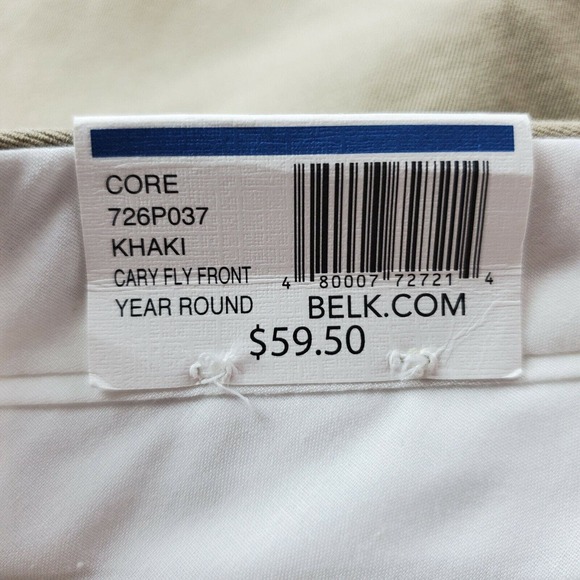 CORE
726P037
KHAKI
CARY FLY FRONT
YEAR ROUND
4 80007 72721 4
BELK.COM
$59.50